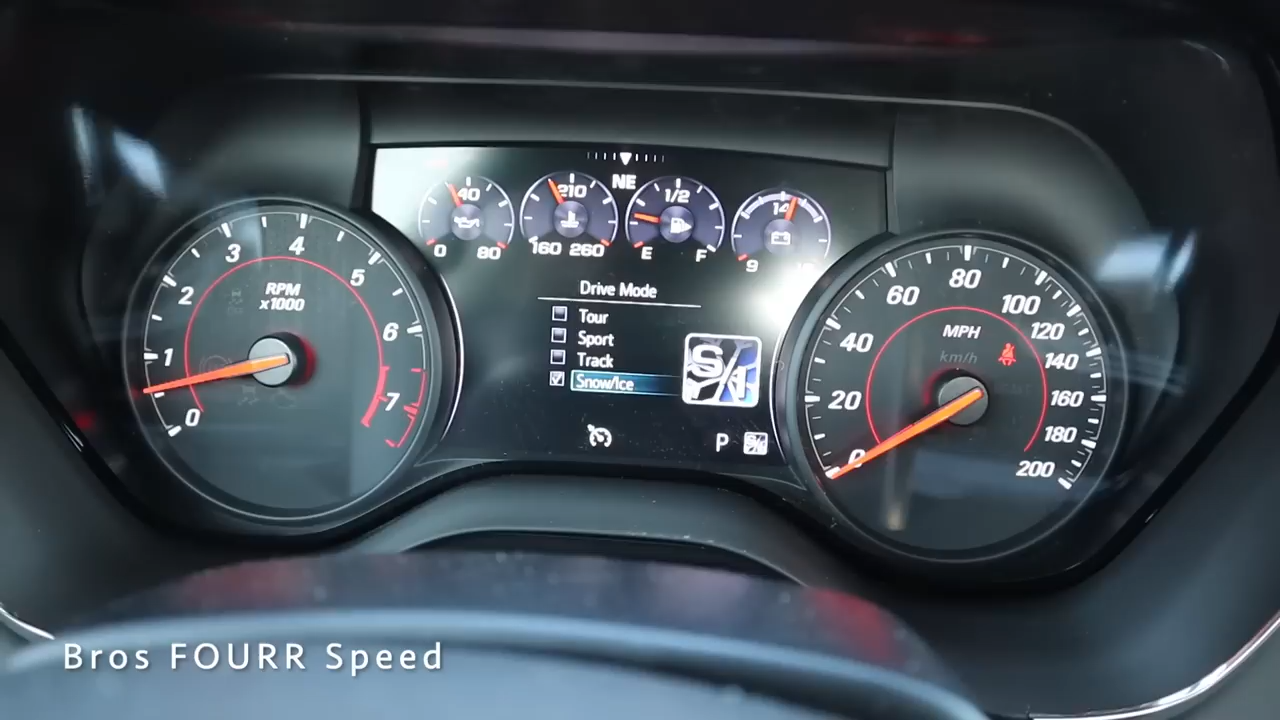 NE
40
0 80
210
160 260
1/2
E F
14
9
Drive Mode
Tour
Sport
Track
Snow/Ice
S/I
P
RPM
x1000
0
1
2
3
4
5
6
7
MPH
km/h
0
20
40
60
80
100
120
140
160
180
200
Bros FOURR Speed